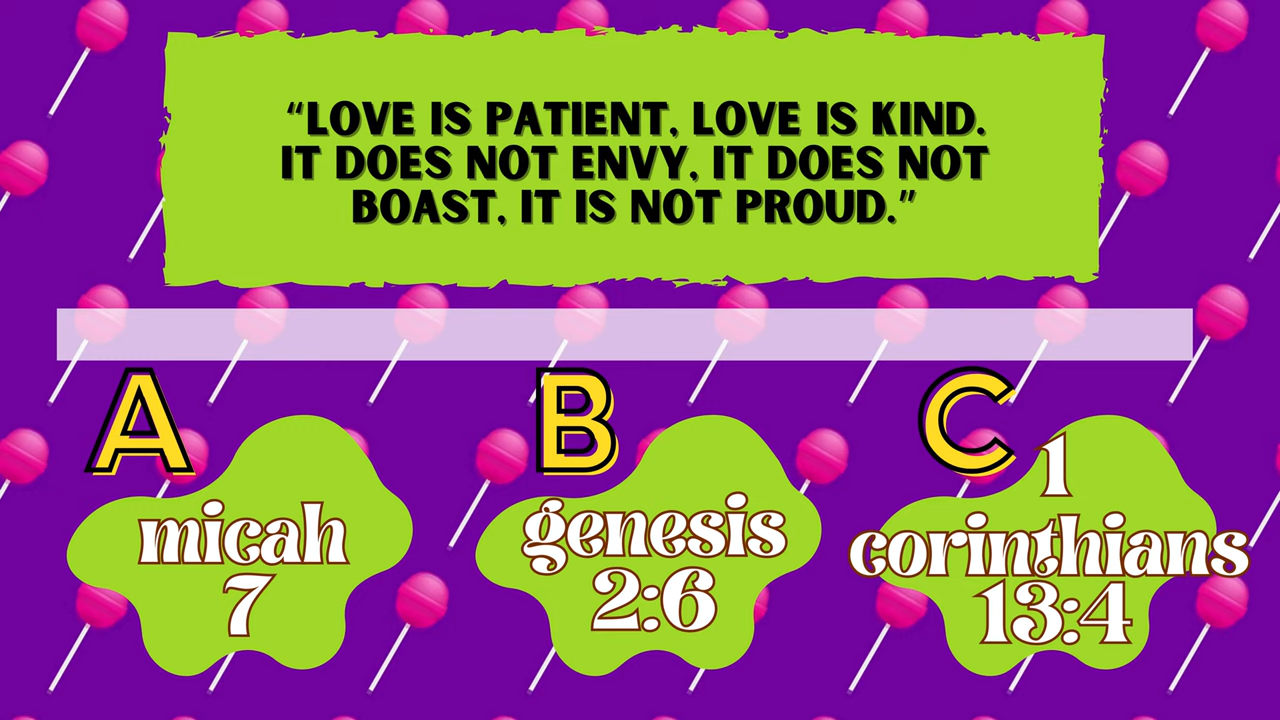 “LOVE IS PATIENT, LOVE IS KIND.
IT DOES NOT ENVY, IT DOES NOT
BOAST, IT IS NOT PROUD.”
A
micah
7
B
genesis
2:6
C
1
corinthians
13:4